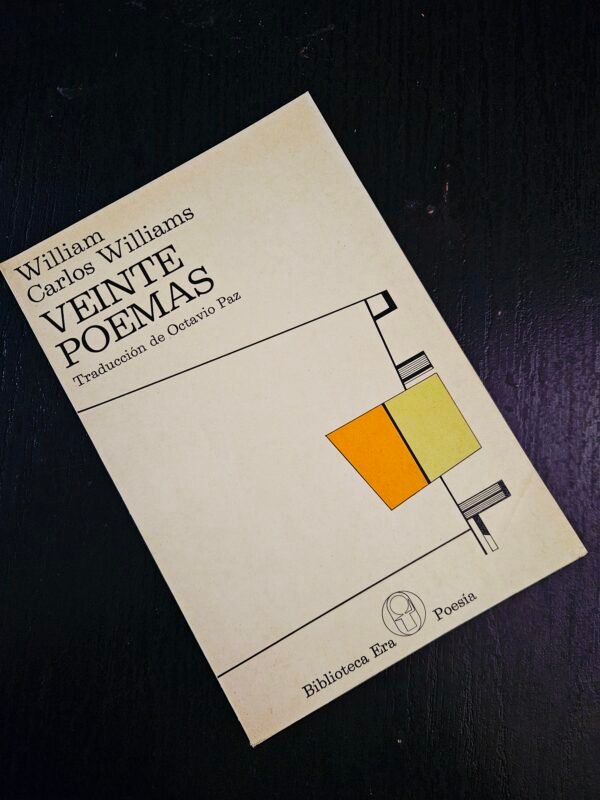 William
Carlos Williams
VEINTE
POEMAS
Traducción de Octavio Paz
Biblioteca Era Poesía